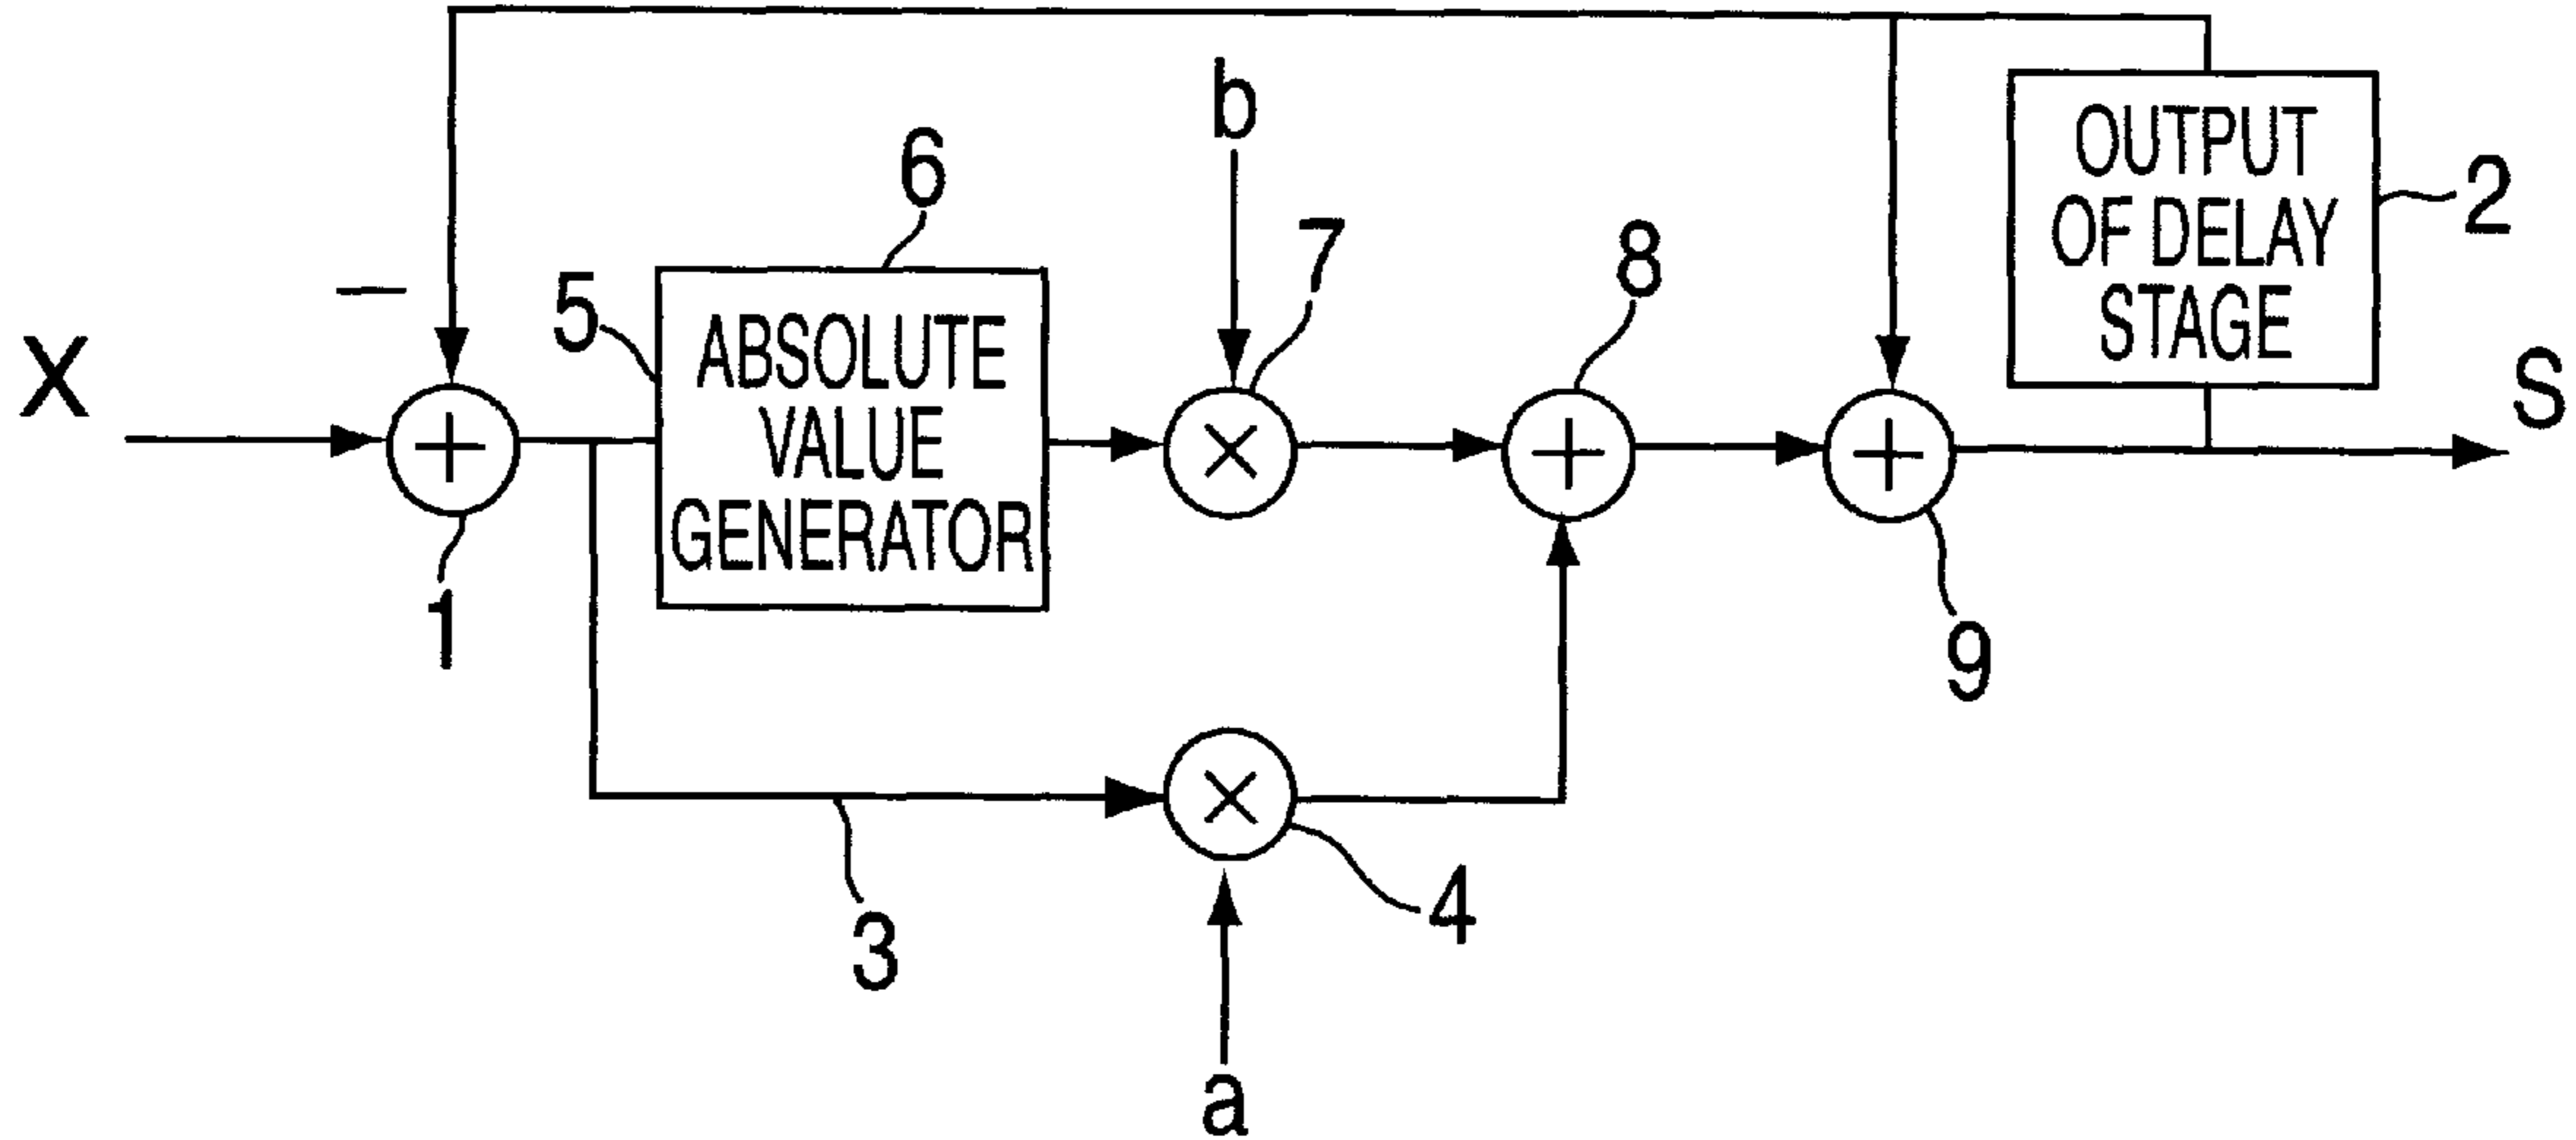 b
6
OUTPUT
OF DELAY
STAGE
2
7
8
5
ABSOLUTE
VALUE
GENERATOR
X
−
+
×
+
+
S
1
9
×
3
4
a